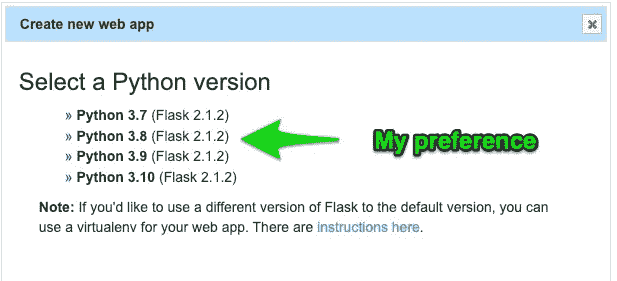 Create new web app
Select a Python version
» Python 3.7 (Flask 2.1.2)
» Python 3.8 (Flask 2.1.2)
My preference
» Python 3.9 (Flask 2.1.2)
» Python 3.10 (Flask 2.1.2)
Note: If you'd like to use a different version of Flask to the default version, you can
use a virtualenv for your web app. There are instructions here.